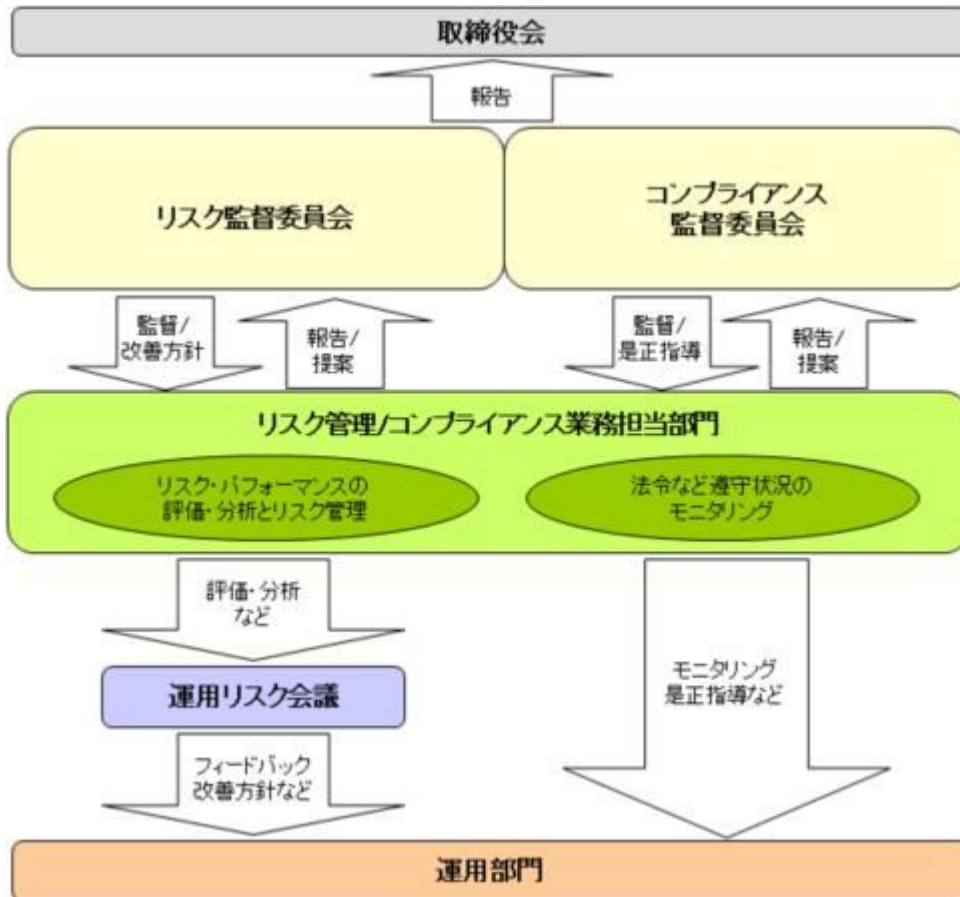 取締役会
報告
リスク監督委員会
コンプライアンス
監督委員会
監督/
改善方針
報告/
提案
監督/
是正指導
報告/
提案
リスク管理/コンプライアンス業務担当部門
リスク・パフォーマンスの
評価・分析とリスク管理
法令など遵守状況の
モニタリング
評価・分析
など
運用リスク会議
モニタリング
是正指導など
フィードバック
改善方針など
運用部門